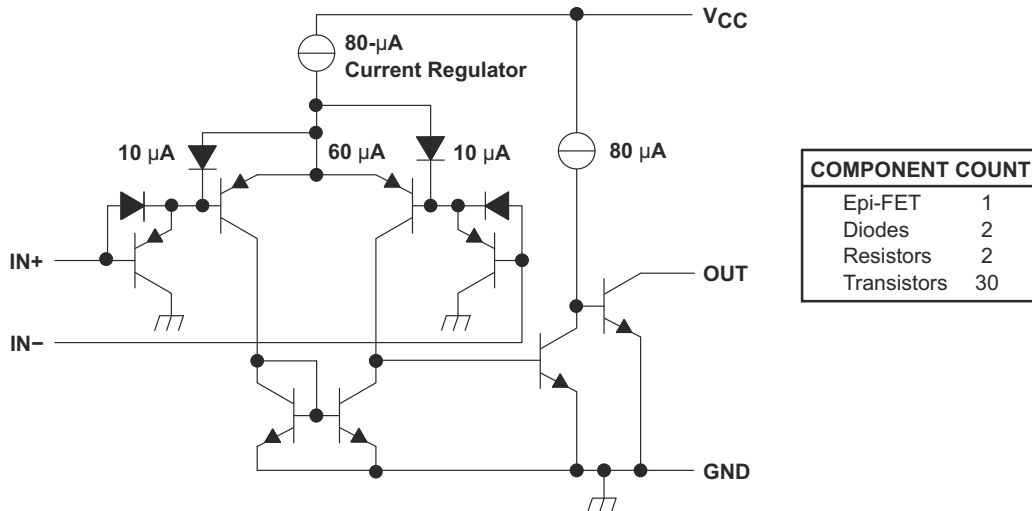 VCC
80-µA
Current Regulator
10 µA
60 µA
10 µA
80 µA
IN+
OUT
IN−
GND
COMPONENT COUNT
Epi-FET 1
Diodes 2
Resistors 2
Transistors 30